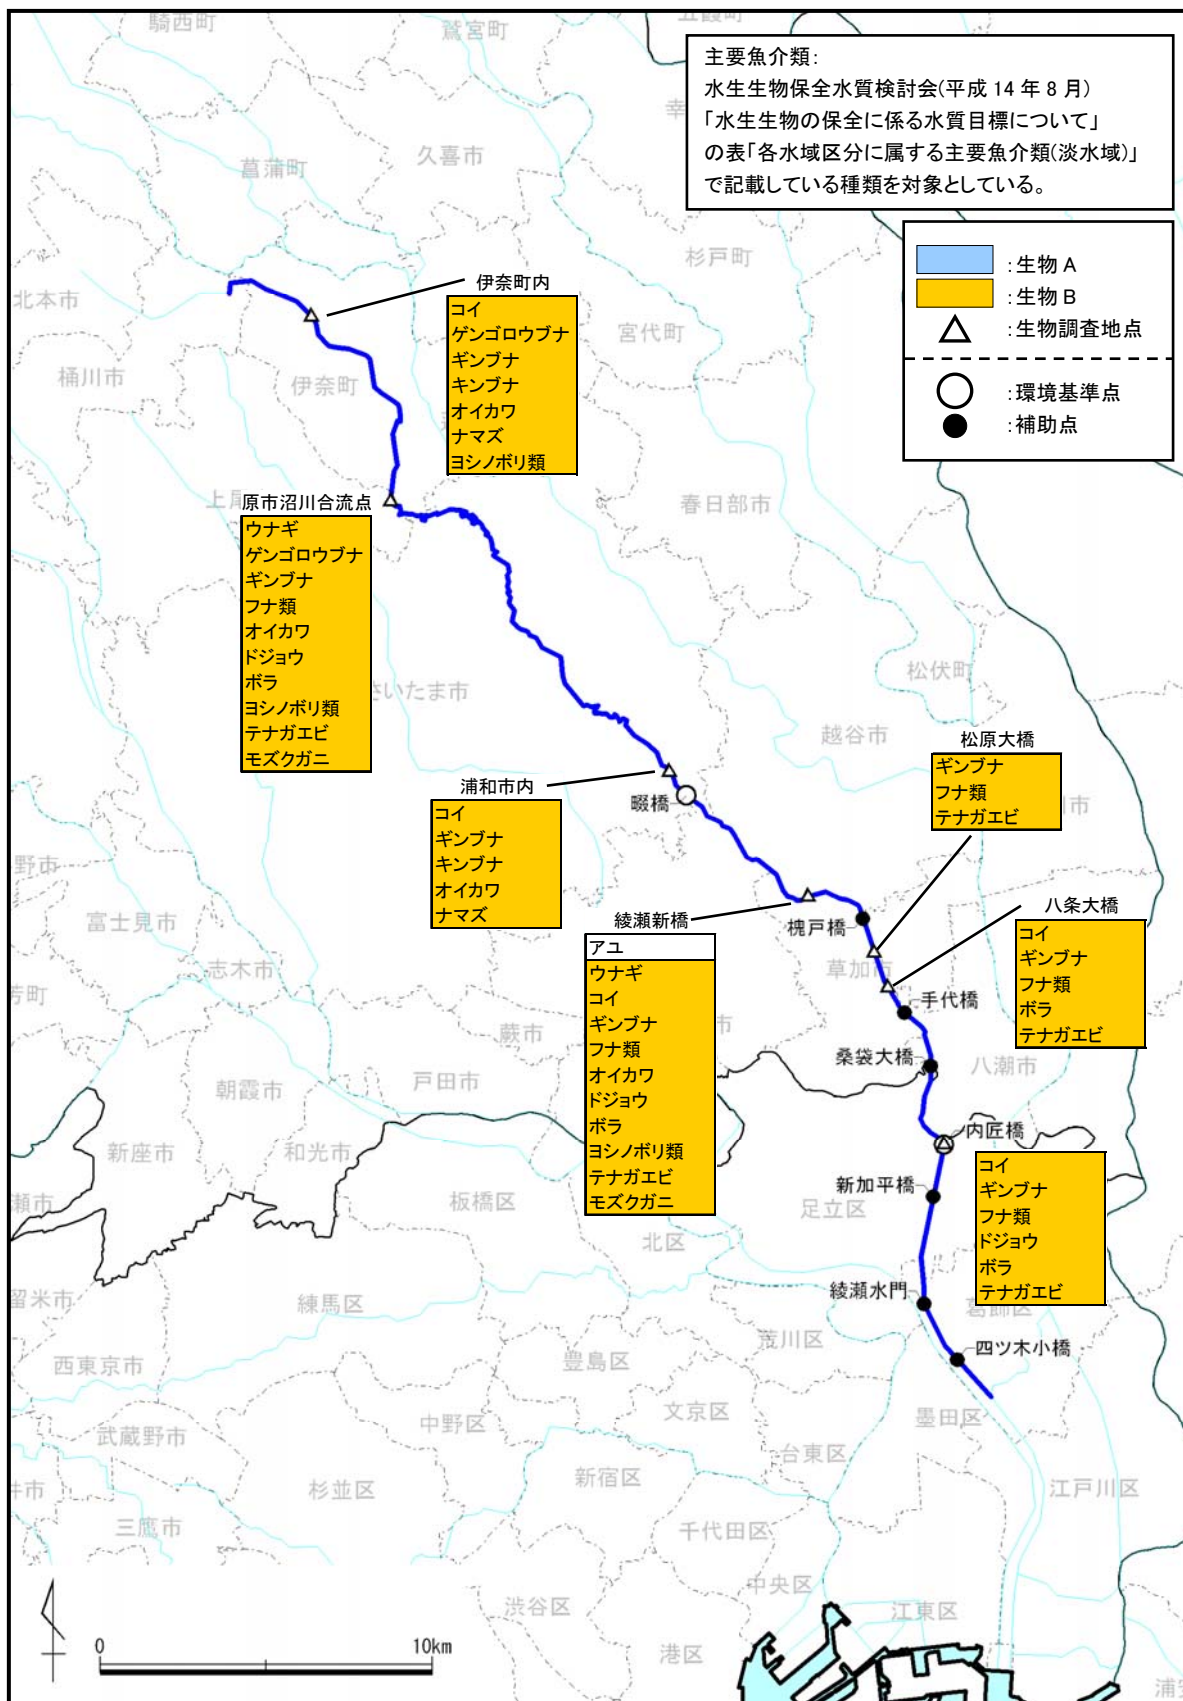 騎西町
鷲宮町
五霞町
主要魚介類：
水生生物保全水質検討会(平成 14 年 8 月)
「水生生物の保全に係る水質目標について」
の表「各水域区分に属する主要魚介類(淡水域)」
で記載している種類を対象としている。
幸
久喜市
菖蒲町
杉戸町
：生物 A
：生物 B
：生物調査地点
：環境基準点
：補助点
北本市
伊奈町内
コイ
ゲンゴロウブナ
ギンブナ
キンブナ
オイカワ
ナマズ
ヨシノボリ類
宮代町
桶川市
伊奈町
春日部市
上尾
原市沼川合流点
ウナギ
ゲンゴロウブナ
ギンブナ
フナ類
オイカワ
ドジョウ
ボラ
ヨシノボリ類
テナガエビ
モズクガニ
さいたま市
松伏町
越谷市
松原大橋
ギンブナ
フナ類
テナガエビ
川市
浦和市内
コイ
ギンブナ
キンブナ
オイカワ
ナマズ
畷橋
野市
富士見市
志木市
綾瀬新橋
アユ
ウナギ
コイ
ギンブナ
フナ類
オイカワ
ドジョウ
ボラ
ヨシノボリ類
テナガエビ
モズクガニ
槐戸橋
八条大橋
コイ
ギンブナ
フナ類
ボラ
テナガエビ
草加市
手代橋
芳町
蕨市
市
桑袋大橋
八潮市
戸田市
朝霞市
内匠橋
コイ
ギンブナ
フナ類
ドジョウ
ボラ
テナガエビ
新座市
和光市
新加平橋
瀬市
板橋区
足立区
北区
留米市
練馬区
綾瀬水門
葛飾区
荒川区
四ツ木小橋
西東京市
豊島区
文京区
墨田区
武蔵野市
中野区
台東区
井市
杉並区
新宿区
江戸川区
三鷹市
千代田区
中央区
渋谷区
江東区
港区
浦安
0
10km